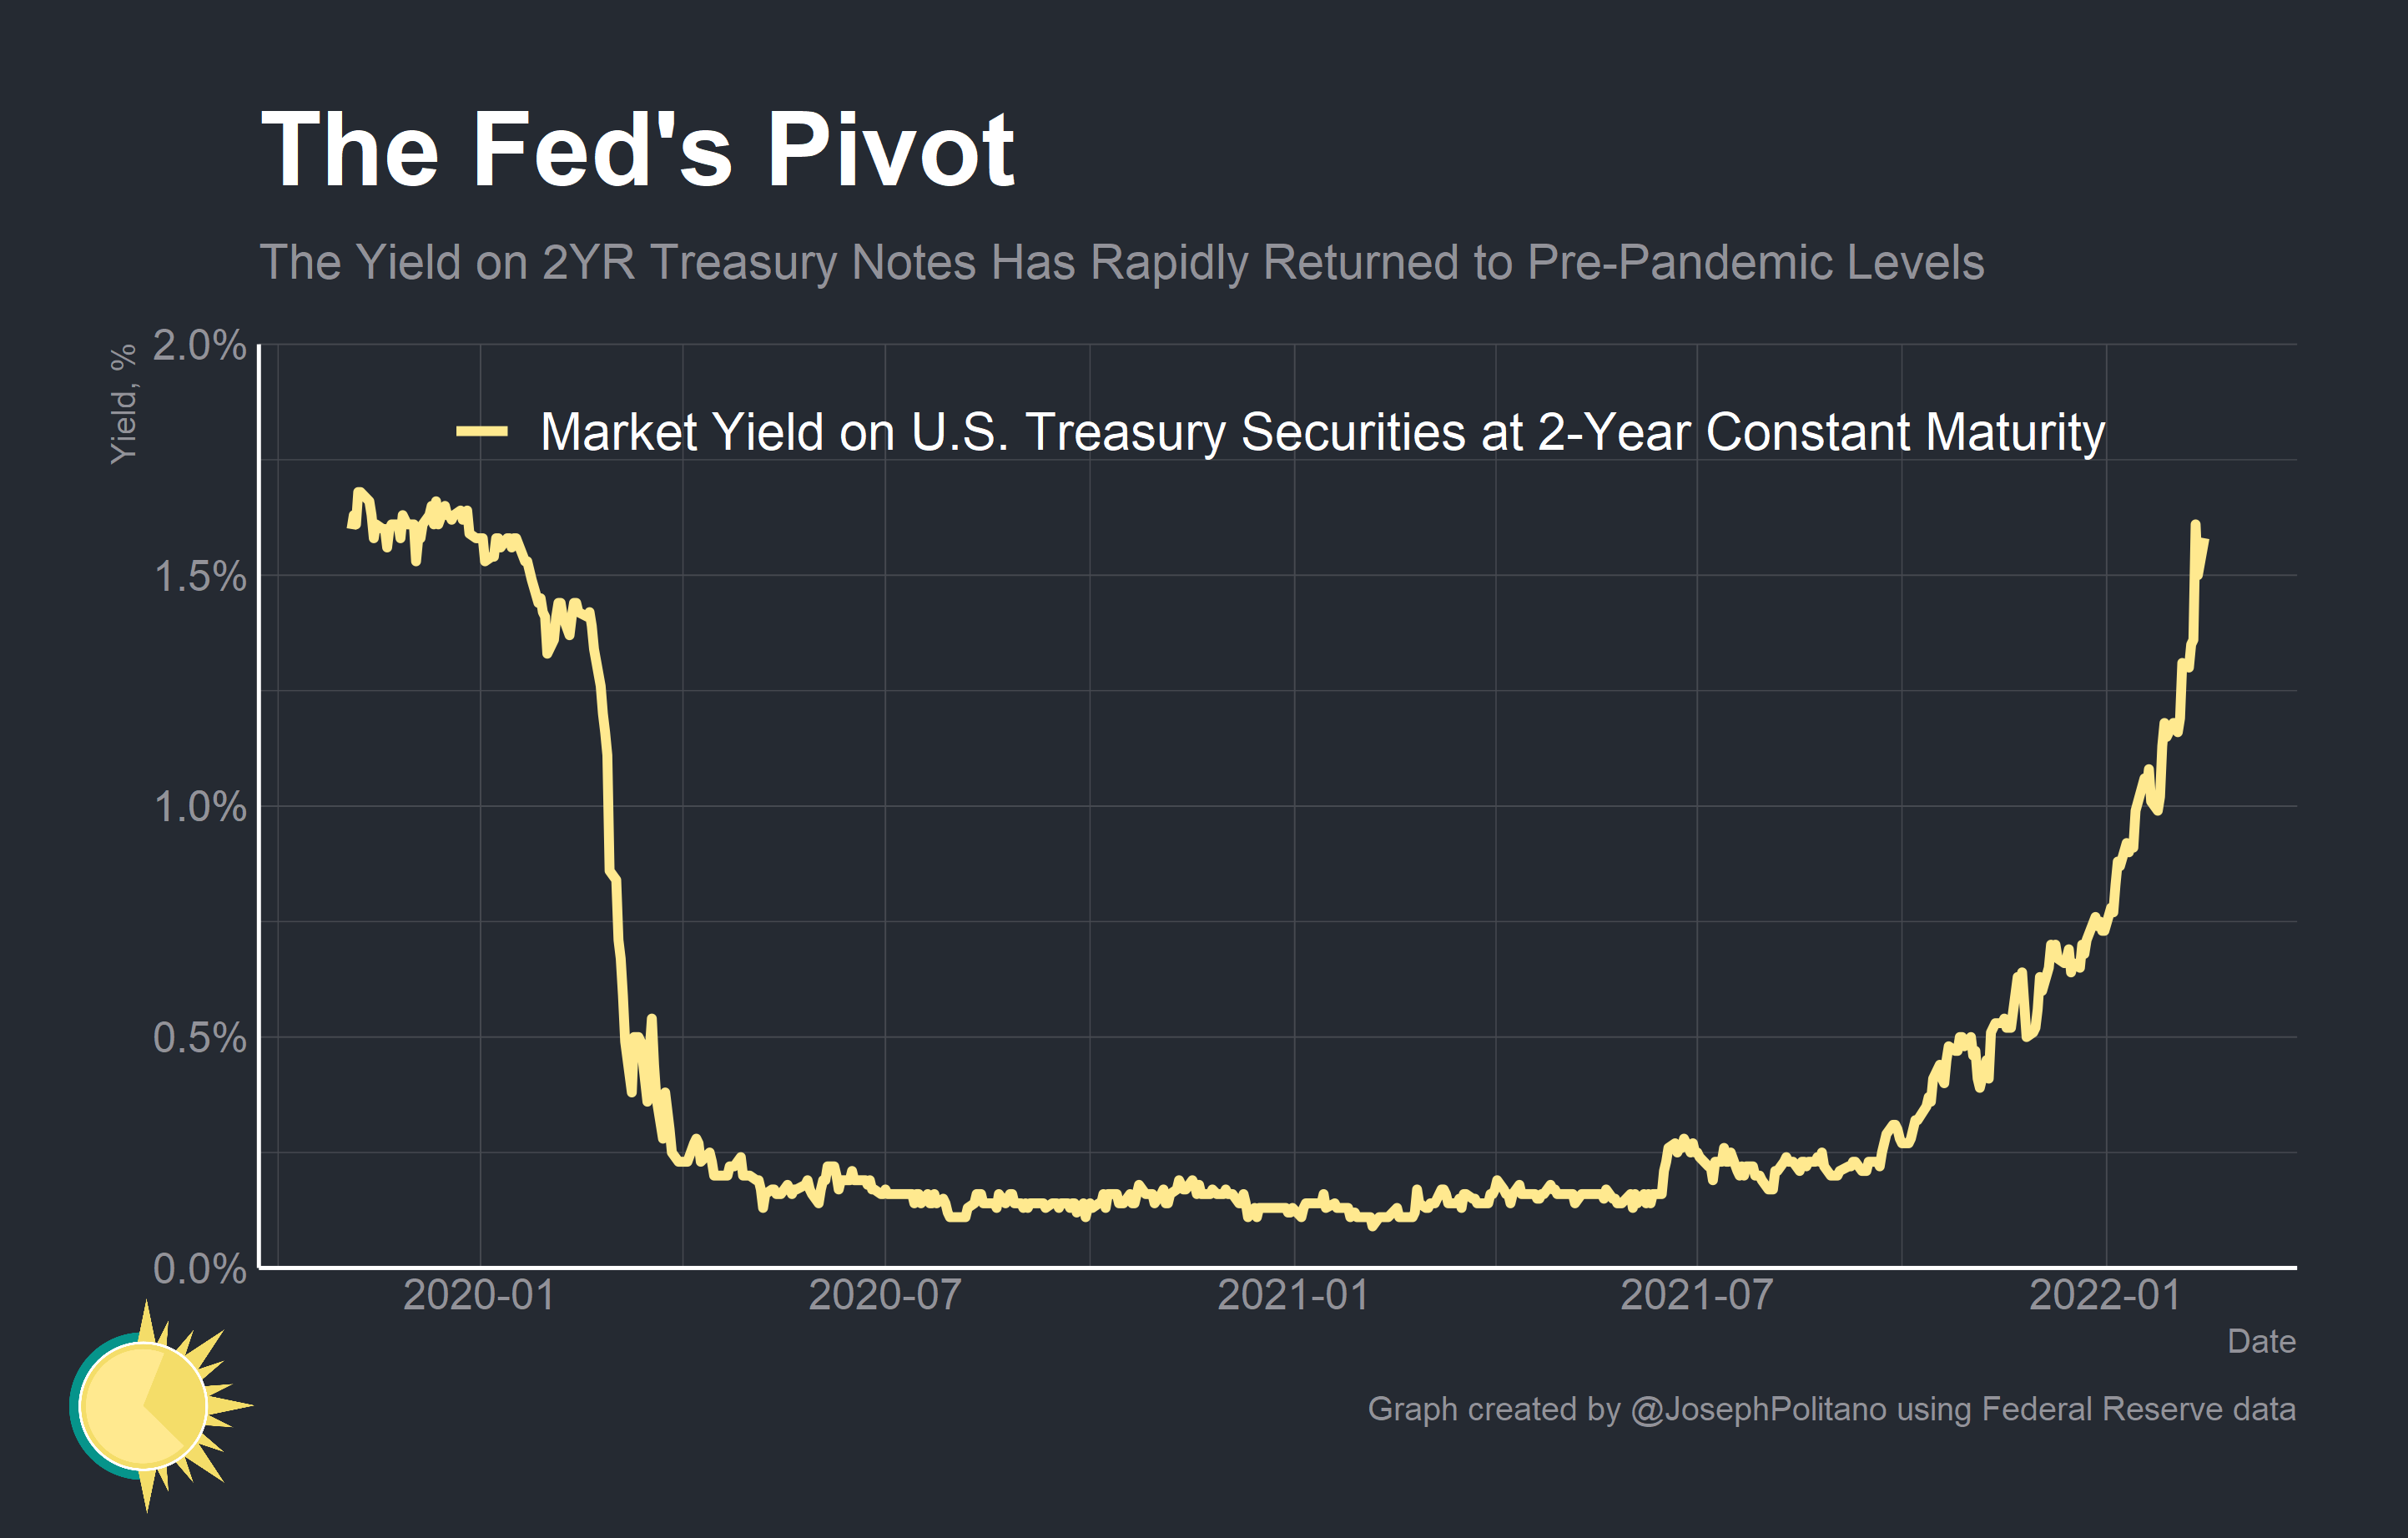 The Fed's Pivot
The Yield on 2YR Treasury Notes Has Rapidly Returned to Pre-Pandemic Levels
Yield, %
2.0%
Market Yield on U.S. Treasury Securities at 2-Year Constant Maturity
1.5%
1.0%
0.5%
0.0%
2020-01 2020-07 2021-01 2021-07 2022-01
Date
Graph created by @JosephPolitano using Federal Reserve data